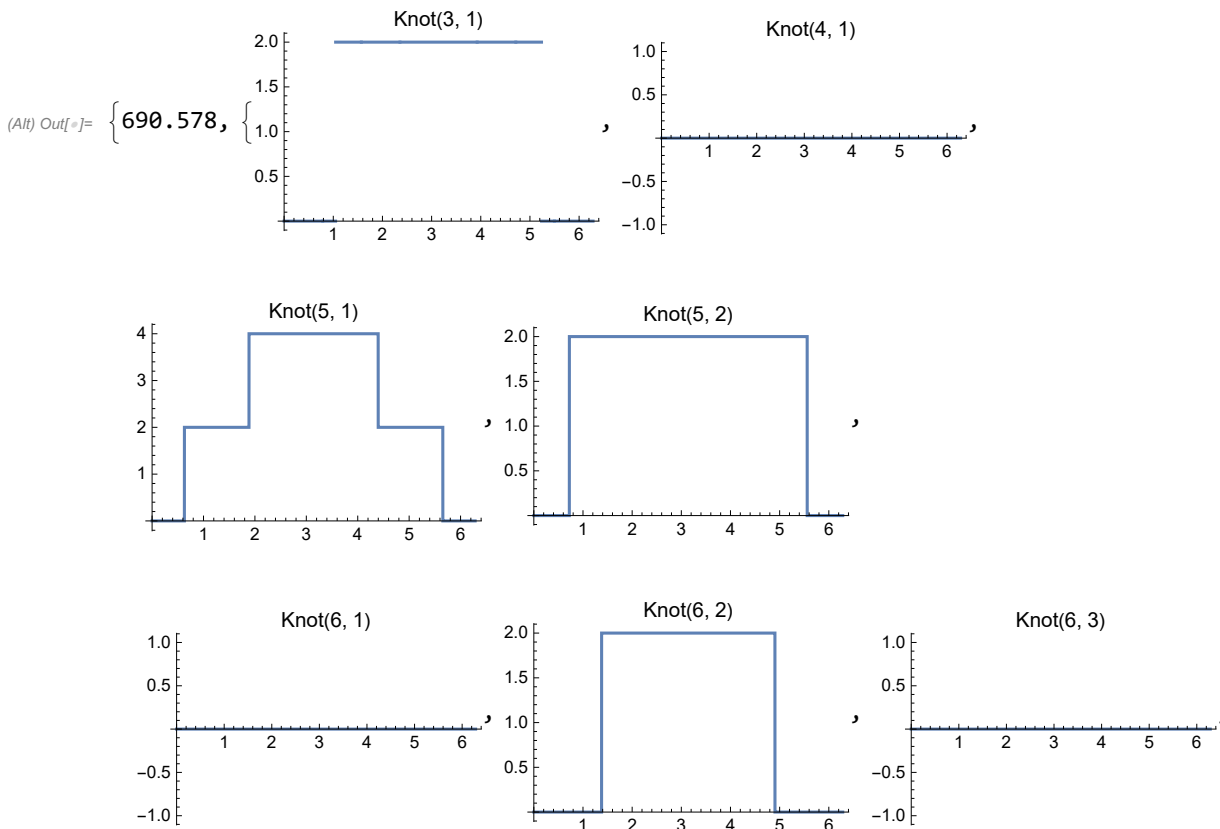 Knot(3, 1)
Knot(4, 1)
2.0
1.5
1.0
0.5
1 2 3 4 5 6
1.0
0.5
−0.5
−1.0
1 2 3 4 5 6
(Alt) Out[•]= {690.578, { , ,
Knot(5, 1)
Knot(5, 2)
4
3
2
1
1 2 3 4 5 6
,
2.0
1.5
1.0
0.5
1 2 3 4 5 6
,
Knot(6, 1)
Knot(6, 2)
Knot(6, 3)
1.0
0.5
−0.5
−1.0
1 2 3 4 5 6
,
2.0
1.5
1.0
0.5
1 2 3 4 5 6
,
1.0
0.5
−0.5
−1.0
1 2 3 4 5 6
,